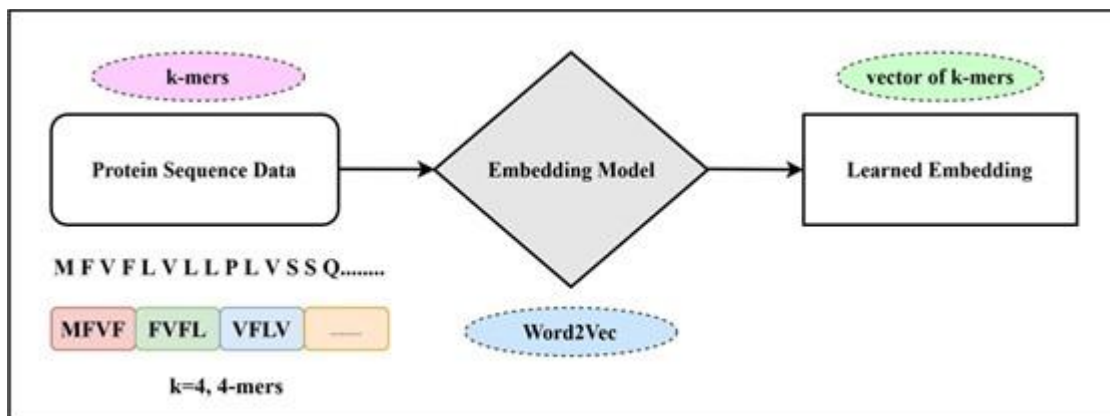 k-mers
vector of k-mers
Protein Sequence Data
Embedding Model
Learned Embedding
M F V F L V L L P L V S S Q........
MFVF FVFL VFLV ......
Word2Vec
k=4, 4-mers